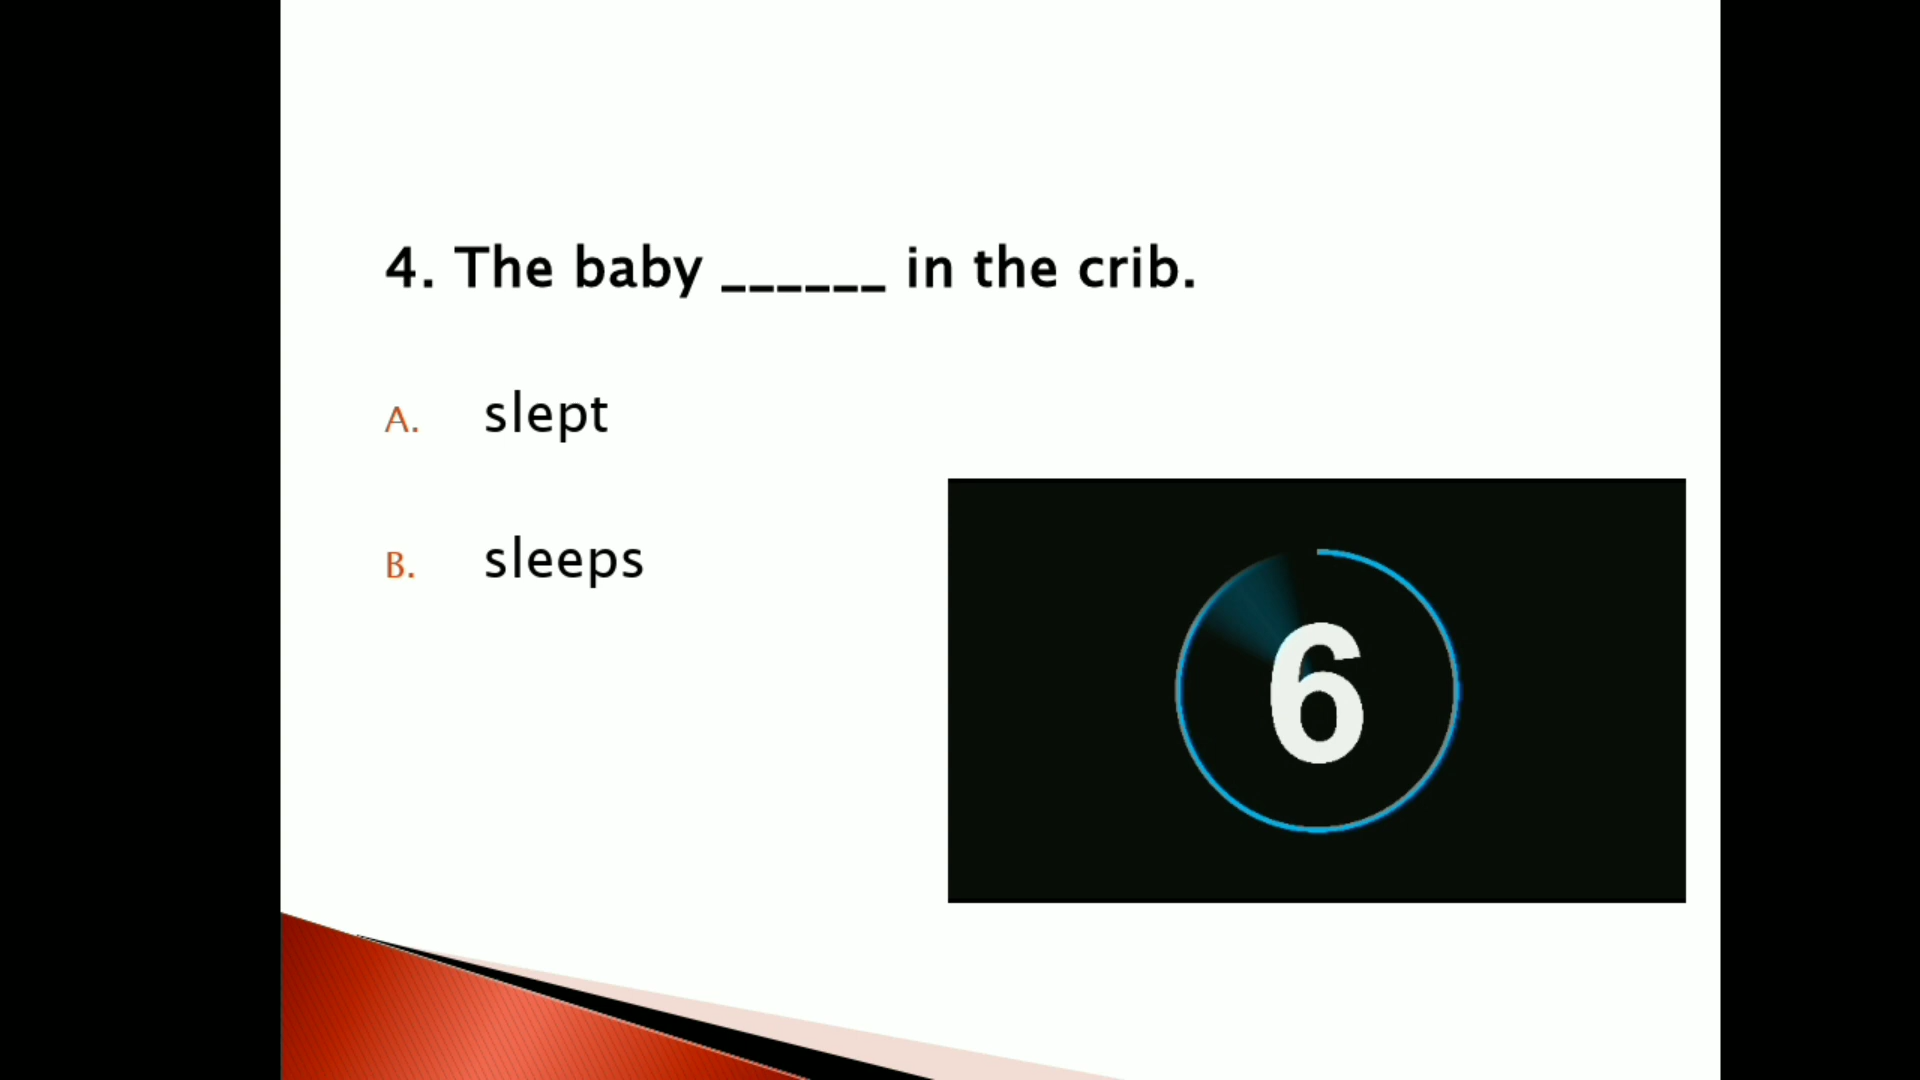 4. The baby ______ in the crib.
A. slept
B. sleeps
6